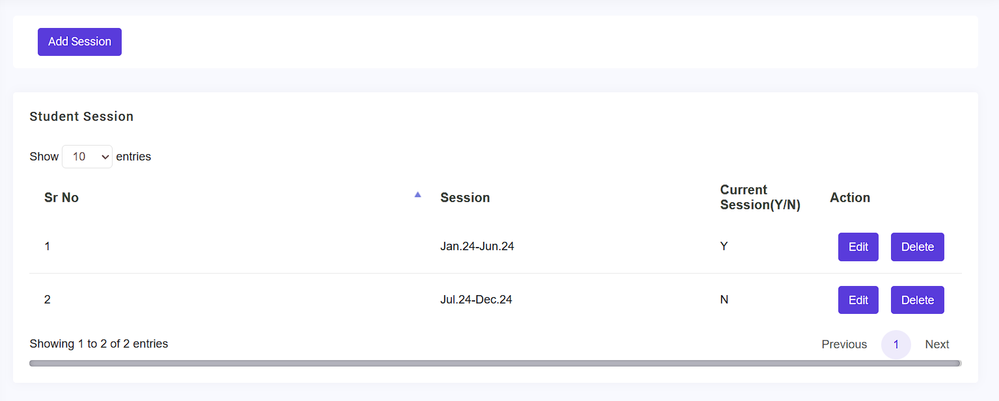 Add Session
Student Session
Show 10 entries
Sr No Session Current Session(Y/N) Action
1 Jan.24-Jun.24 Y Edit Delete
2 Jul.24-Dec.24 N Edit Delete
Showing 1 to 2 of 2 entries Previous 1 Next